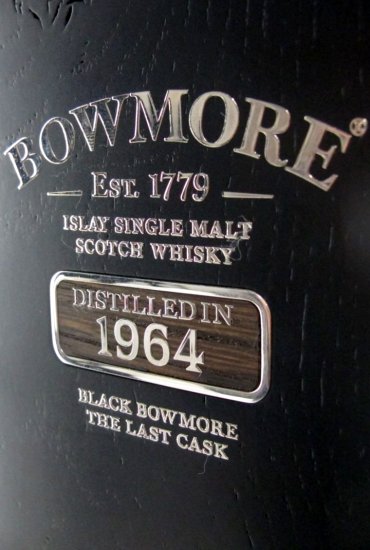 BOWMORE®
EST. 1779
ISLAY SINGLE MALT
SCOTCH WHISKY
DISTILLED IN
1964
BLACK BOWMORE
THE LAST CASK